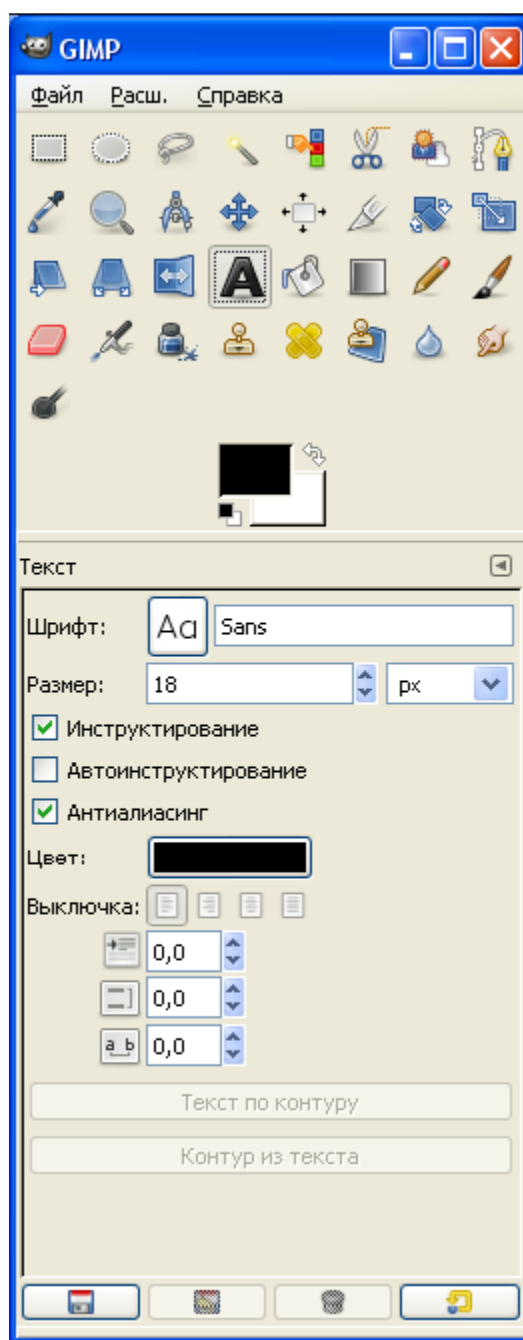 GIMP
Файл Расш. Справка
A
Текст
Шрифт: Aa Sans
Размер: 18 px
Инструктирование
Автоинструктирование
Антиалиасинг
Цвет:
Выключка:
0,0
0,0
a b 0,0
Текст по контуру
Контур из текста